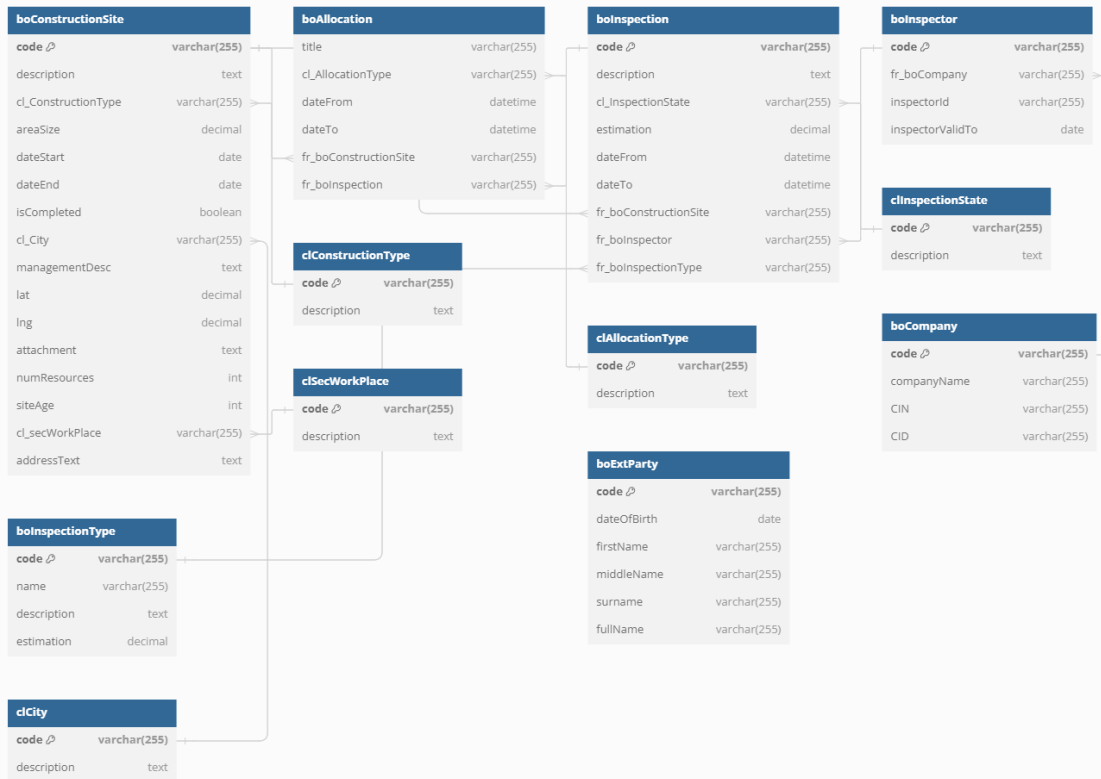 boConstructionSite
code varchar(255)
description text
cl_ConstructionType varchar(255)
areaSize decimal
dateStart date
dateEnd date
isCompleted boolean
cl_City varchar(255)
managementDesc text
lat decimal
lng decimal
attachment text
numResources int
siteAge int
cl_secWorkPlace varchar(255)
addressText text
boInspectionType
code varchar(255)
name varchar(255)
description text
estimation decimal
clCity
code varchar(255)
description text
boAllocation
title varchar(255)
cl_AllocationType varchar(255)
dateFrom datetime
dateTo datetime
fr_boConstructionSite varchar(255)
fr_boInspection varchar(255)
clConstructionType
code varchar(255)
description text
clSecWorkPlace
code varchar(255)
description text
boInspection
code varchar(255)
description text
cl_InspectionState varchar(255)
estimation decimal
dateFrom datetime
dateTo datetime
fr_boConstructionSite varchar(255)
fr_boInspector varchar(255)
fr_boInspectionType varchar(255)
clAllocationType
code varchar(255)
description text
boExtParty
code varchar(255)
dateOfBirth date
firstName varchar(255)
middleName varchar(255)
surname varchar(255)
fullName varchar(255)
boInspector
code varchar(255)
fr_boCompany varchar(255)
inspectorId varchar(255)
inspectorValidTo date
clInspectionState
code varchar(255)
description text
boCompany
code varchar(255)
companyName varchar(255)
CIN varchar(255)
CID varchar(255)